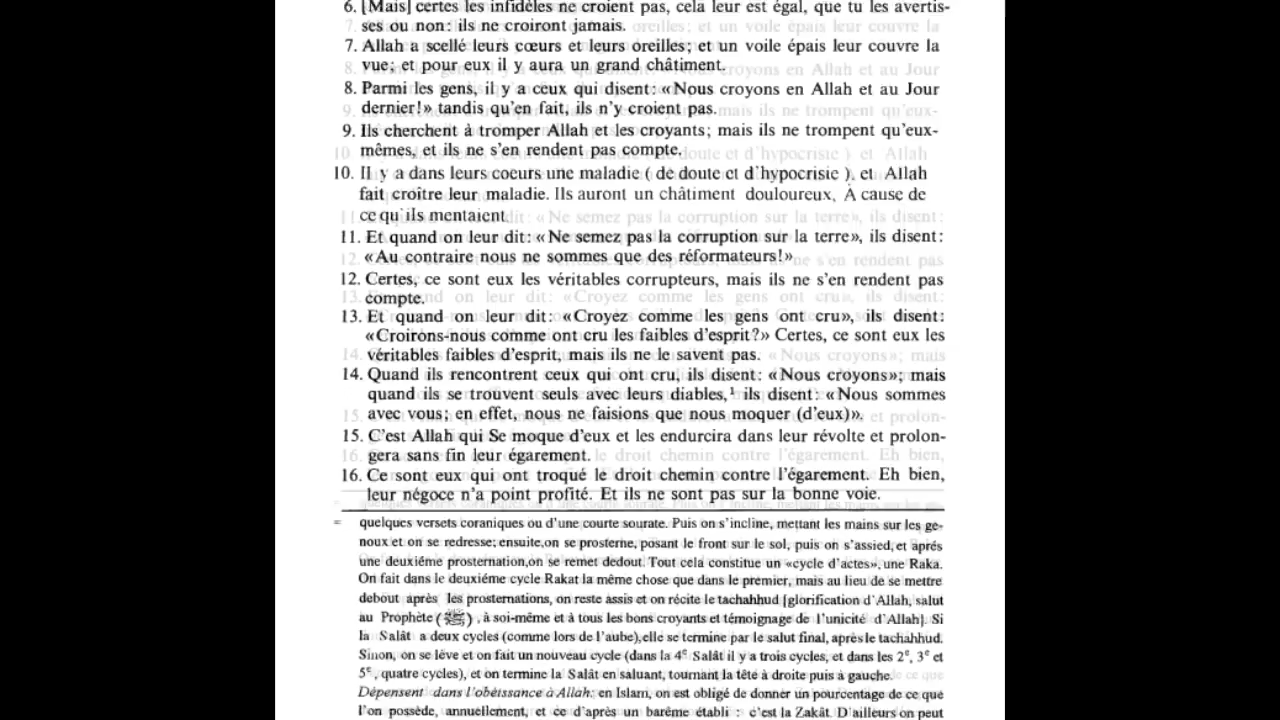 6. [Mais] certes les infidèles ne croient pas, cela leur est égal, que tu les avertis-
ses ou non: ils ne croiront jamais.
7. Allah a scellé leurs cœurs et leurs oreilles; et un voile épais leur couvre la
vue; et pour eux il y aura un grand châtiment.
8. Parmi les gens, il y a ceux qui disent: «Nous croyons en Allah et au Jour
dernier!» tandis qu'en fait, ils n'y croient pas.
9. Ils cherchent à tromper Allah et les croyants; mais ils ne trompent qu'eux-
mêmes, et ils ne s'en rendent pas compte.
10. Il y a dans leurs coeurs une maladie ( de doute et d'hypocrisie ), et Allah
fait croître leur maladie. Ils auront un châtiment douloureux, À cause de
ce qu'ils mentaient
11. Et quand on leur dit: «Ne semez pas la corruption sur la terre», ils disent:
«Au contraire nous ne sommes que des réformateurs!»
12. Certes, ce sont eux les véritables corrupteurs, mais ils ne s'en rendent pas
compte.
13. Et quand on leur dit: «Croyez comme les gens ont cru», ils disent:
«Croirons-nous comme ont cru les faibles d'esprit?» Certes, ce sont eux les
véritables faibles d'esprit, mais ils ne le savent pas.
14. Quand ils rencontrent ceux qui ont cru, ils disent: «Nous croyons»; mais
quand ils se trouvent seuls avec leurs diables,¹ ils disent: «Nous sommes
avec vous; en effet, nous ne faisions que nous moquer (d'eux)».
15. C'est Allah qui Se moque d'eux et les endurcira dans leur révolte et prolon-
gera sans fin leur égarement.
16. Ce sont eux qui ont troqué le droit chemin contre l'égarement. Eh bien,
leur négoce n'a point profité. Et ils ne sont pas sur la bonne voie.
= quelques versets coraniques ou d'une courte sourate. Puis on s'incline, mettant les mains sur les ge-
noux et on se redresse; ensuite,on se prosterne, posant le front sur le sol, puis on s'assied, et aprés
une deuxiéme prosternation,on se remet dedout. Tout cela constitue un «cycle d'actes», une Raka.
On fait dans le deuxiéme cycle Rakat la même chose que dans le premier, mais au lieu de se mettre
debout après les prosternations, on reste assis et on récite le tachahhud [glorification d'Allah, salut
au Prophète (ﷺ) , à soi-même et à tous les bons croyants et témoignage de l'unicité d'Allah]. Si
la Salât a deux cycles (comme lors de l'aube),elle se termine par le salut final, après le tachahhud.
Sinon, on se lève et on fait un nouveau cycle (dans la 4ᵉ Salât il y a trois cycles, et dans les 2ᵉ, 3ᵉ et
5ᵉ , quatre cycles), et on termine la Salât en saluant, tournant la tête à droite puis à gauche.
Dépensent dans l'obèissance à Allah: en Islam, on est obligé de donner un pourcentage de ce que
l'on possède, annuellement, et ce d'après un barême établi : c'est la Zakât. D'ailleurs on peut